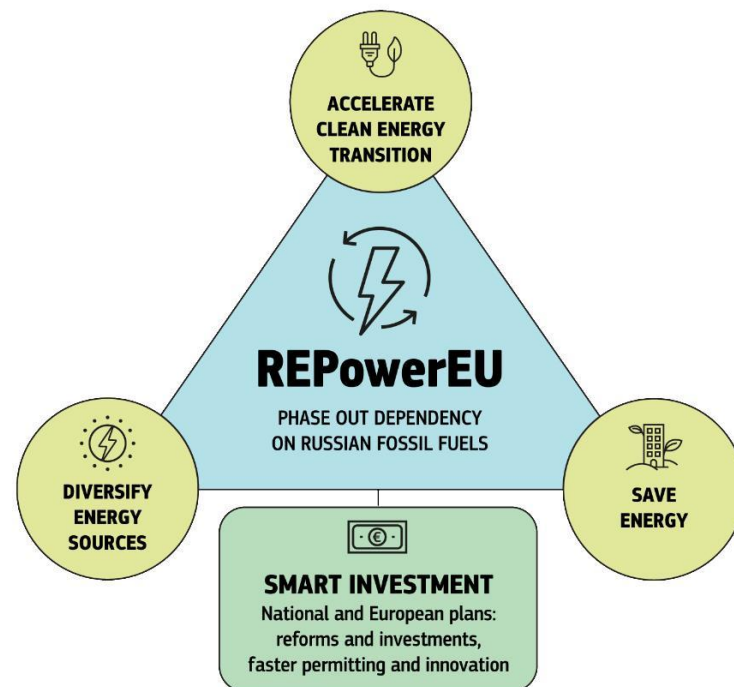 ACCELERATE
CLEAN ENERGY
TRANSITION
REPowerEU
PHASE OUT DEPENDENCY
ON RUSSIAN FOSSIL FUELS
DIVERSIFY
ENERGY
SOURCES
SAVE
ENERGY
€
SMART INVESTMENT
National and European plans:
reforms and investments,
faster permitting and innovation